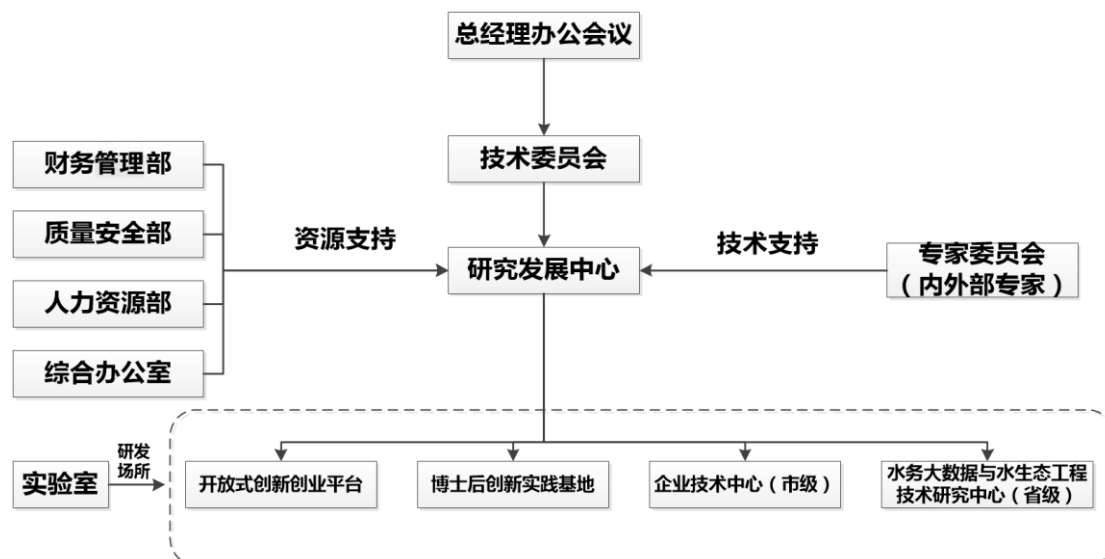 总经理办公会议
技术委员会
财务管理部
质量安全部
人力资源部
综合办公室
资源支持
研究发展中心
技术支持
专家委员会
（内外部专家）
实验室
研发
场所
开放式创新创业平台
博士后创新实践基地
企业技术中心（市级）
水务大数据与水生态工程
技术研究中心（省级）